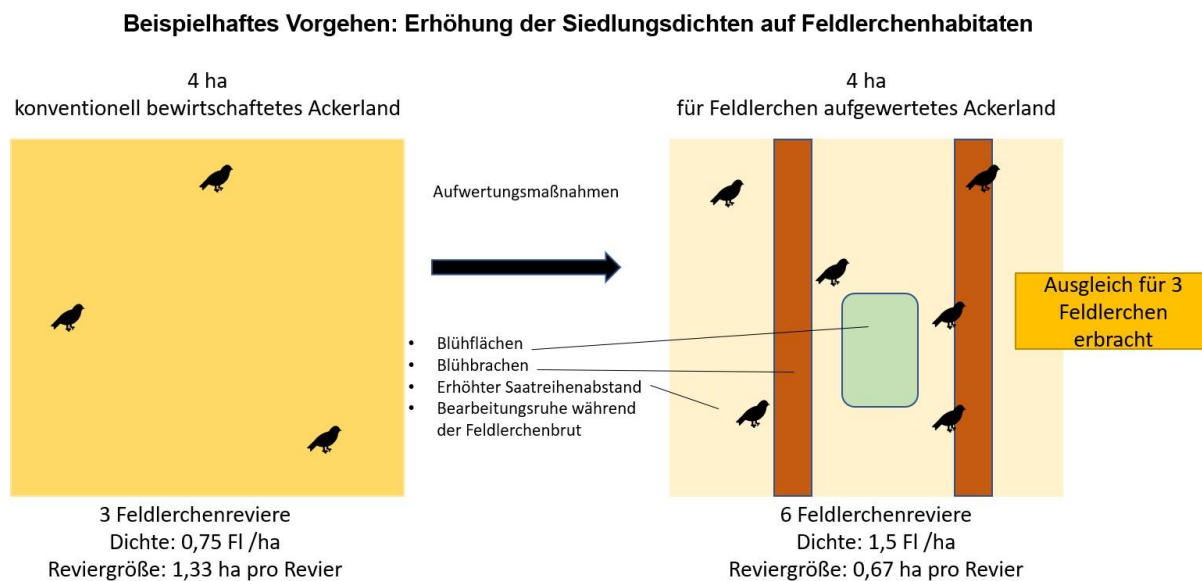 Beispielhaftes Vorgehen: Erhöhung der Siedlungsdichten auf Feldlerchenhabitaten
4 ha
konventionell bewirtschaftetes Ackerland
4 ha
für Feldlerchen aufgewertetes Ackerland
Aufwertungsmaßnahmen
• Blühflächen
• Blühbrachen
• Erhöhter Saatreihenabstand
• Bearbeitungsruhe während
der Feldlerchenbrut
Ausgleich für 3
Feldlerchen
erbracht
3 Feldlerchenreviere
Dichte: 0,75 Fl /ha
Reviergröße: 1,33 ha pro Revier
6 Feldlerchenreviere
Dichte: 1,5 Fl /ha
Reviergröße: 0,67 ha pro Revier